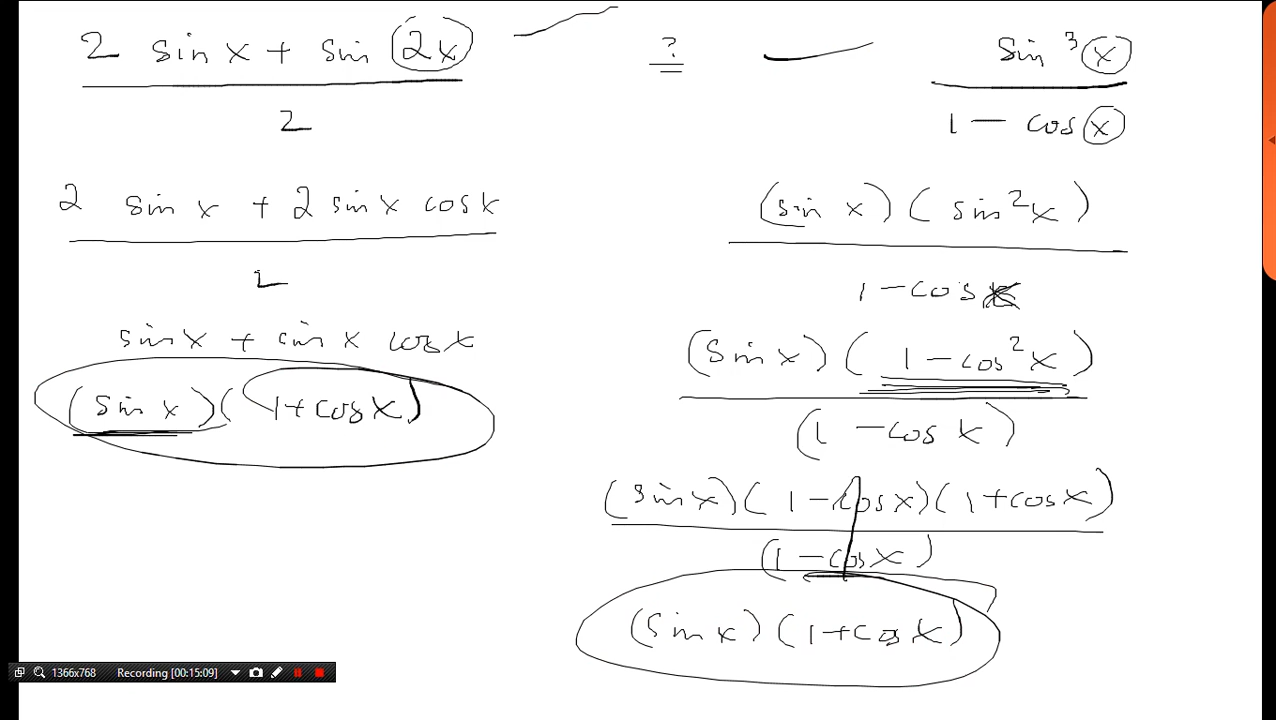 2 sin x + sin (2x) ≟ sin³(x)
2 1 - cos(x)
2 sin x + 2 sin x cos x
2
sin x + sin x cos x
(sin x)(1+cos x)
(sin x)(sin²x)
1 - cos x
(sin x)(1 - cos²x)
(1 - cos x)
(sin x)(1 - cos x)(1+cos x)
(1 - cos x)
(sin x)(1+cos x)
1366x768 Recording [00:15:09]